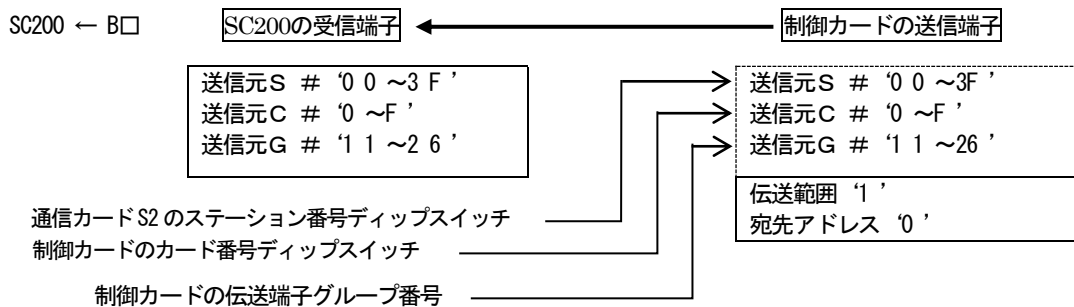 SC200 ← B□ SC200の受信端子 制御カードの送信端子
送信元S # ‘0 0 ~3 F ’
送信元C # ‘0 ~F ’
送信元G # ‘1 1 ~2 6 ’
送信元S # ‘0 0 ~3F ’
送信元C # ‘0 ~F ’
送信元G # ‘1 1 ~26 ’
伝送範囲 ‘1 ’
宛先アドレス ‘0 ’
通信カードS2のステーション番号ディップスイッチ
制御カードのカード番号ディップスイッチ
制御カードの伝送端子グループ番号